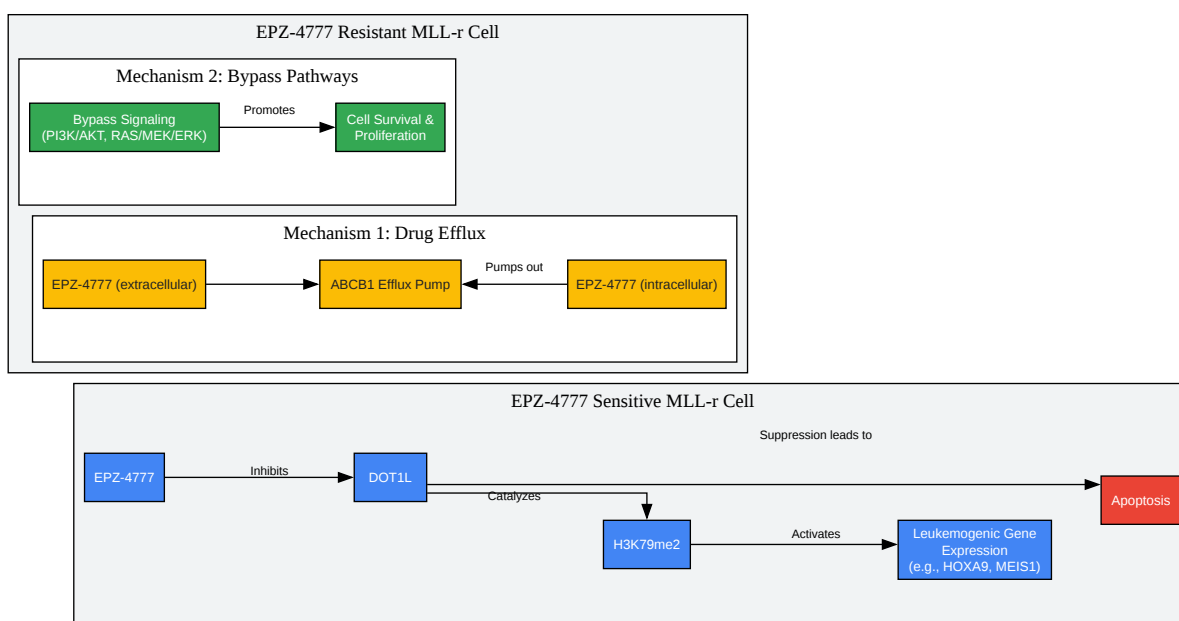 EPZ-4777 Resistant MLL-r Cell
Mechanism 2: Bypass Pathways
Bypass Signaling
(PI3K/AKT, RAS/MEK/ERK)
Promotes
Cell Survival &
Proliferation
Mechanism 1: Drug Efflux
EPZ-4777 (extracellular)
ABCB1 Efflux Pump
Pumps out
EPZ-4777 (intracellular)
EPZ-4777 Sensitive MLL-r Cell
Suppression leads to
EPZ-4777
Inhibits
DOT1L
Catalyzes
Apoptosis
H3K79me2
Activates
Leukemogenic Gene
Expression
(e.g., HOXA9, MEIS1)